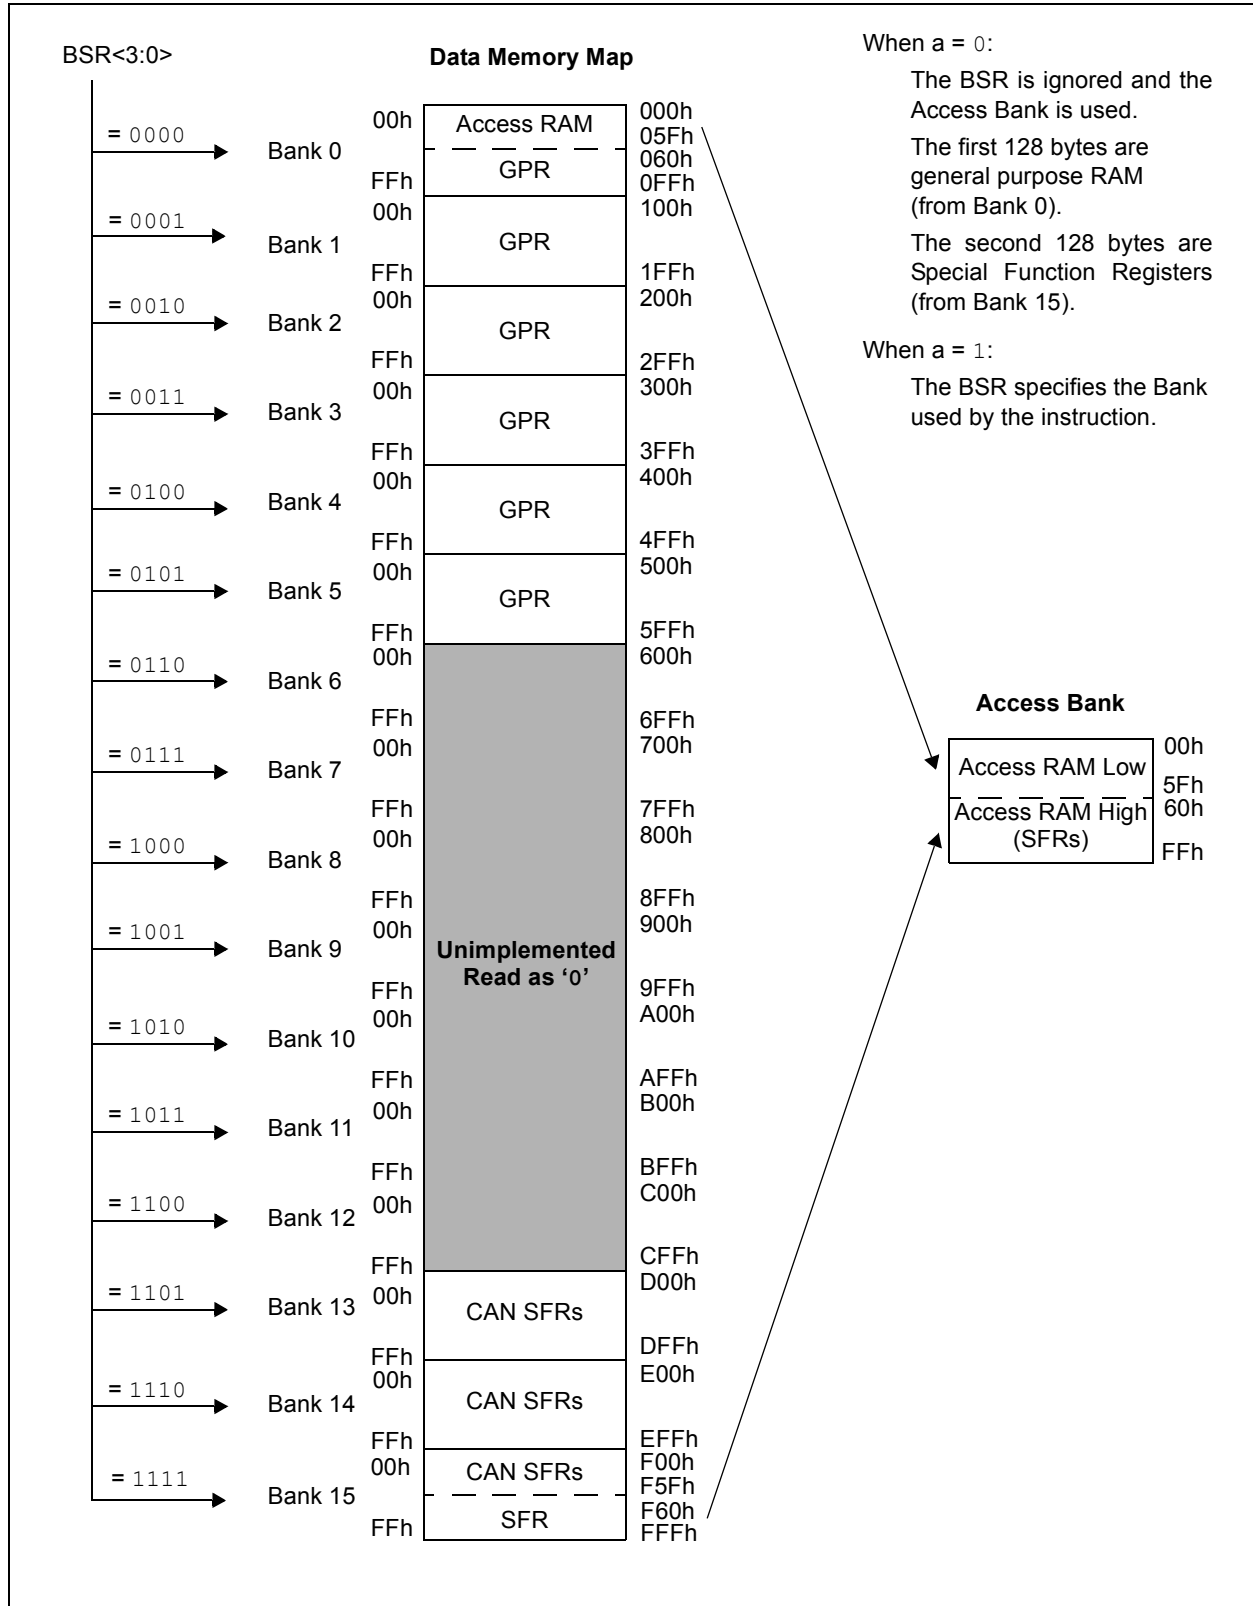 BSR<3:0>
Data Memory Map
When a = 0:
The BSR is ignored and the
Access Bank is used.
The first 128 bytes are
general purpose RAM
(from Bank 0).
The second 128 bytes are
Special Function Registers
(from Bank 15).
When a = 1:
The BSR specifies the Bank
used by the instruction.
= 0000
Bank 0
00h
Access RAM
000h
05Fh
060h
FFh
GPR
0FFh
= 0001
Bank 1
00h
GPR
100h
FFh
1FFh
= 0010
Bank 2
00h
GPR
200h
FFh
2FFh
= 0011
Bank 3
00h
GPR
300h
FFh
3FFh
= 0100
Bank 4
00h
GPR
400h
FFh
4FFh
= 0101
Bank 5
00h
GPR
500h
FFh
5FFh
= 0110
Bank 6
00h
600h
FFh
6FFh
= 0111
Bank 7
00h
700h
FFh
7FFh
= 1000
Bank 8
00h
800h
FFh
8FFh
= 1001
Bank 9
00h
900h
Unimplemented
Read as ‘0’
FFh
9FFh
= 1010
Bank 10
00h
A00h
FFh
AFFh
= 1011
Bank 11
00h
B00h
FFh
BFFh
= 1100
Bank 12
00h
C00h
FFh
CFFh
= 1101
Bank 13
00h
CAN SFRs
D00h
FFh
DFFh
= 1110
Bank 14
00h
CAN SFRs
E00h
FFh
EFFh
= 1111
Bank 15
00h
CAN SFRs
F00h
F5Fh
F60h
FFh
SFR
FFFh
Access Bank
Access RAM Low
00h
5Fh
Access RAM High
(SFRs)
60h
FFh